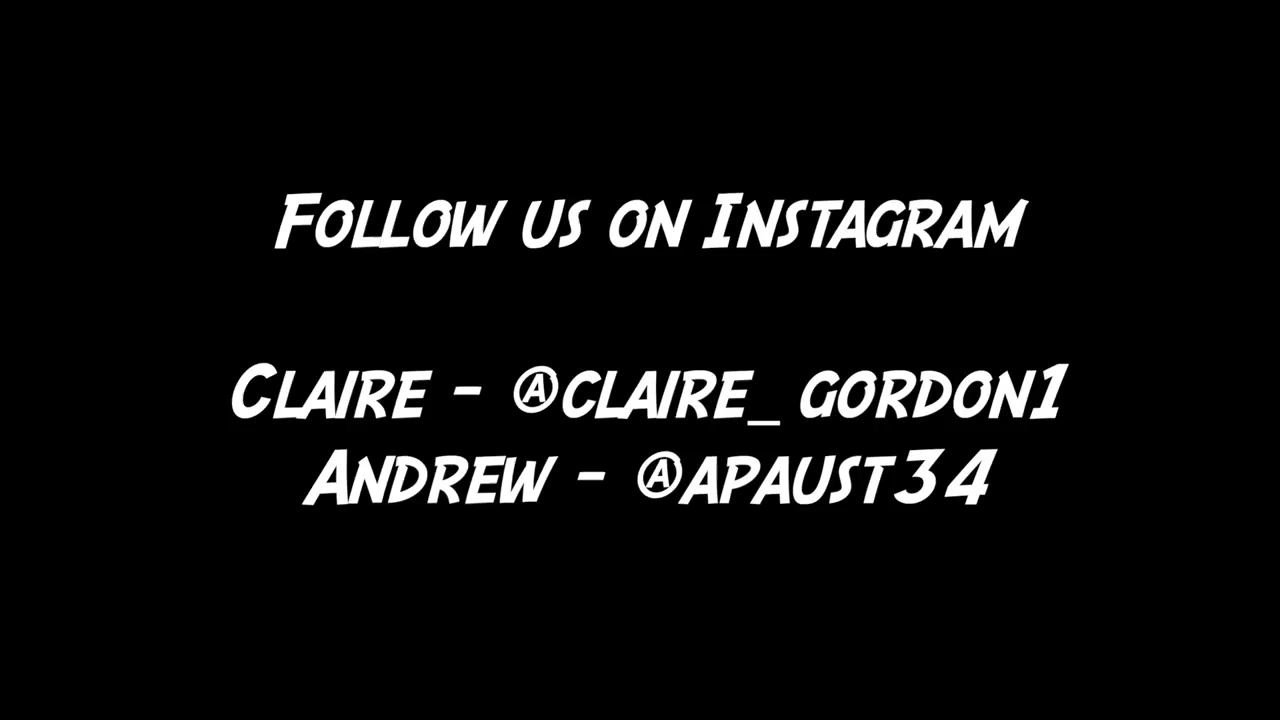 Follow us on Instagram
Claire - @claire_gordon1
Andrew - @apaust34